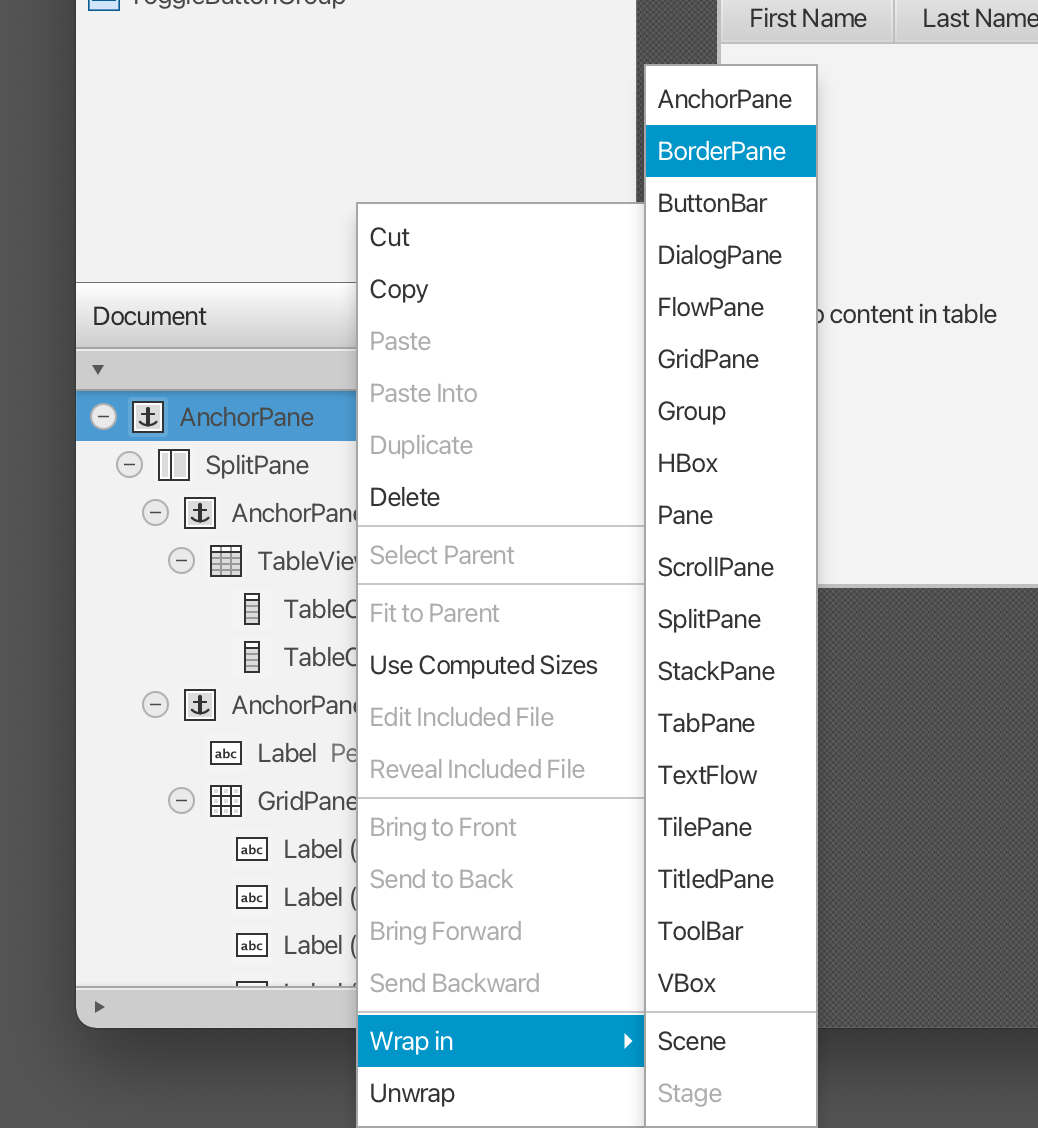 ToggleButtonGroup
First Name
Last Name
Document
AnchorPane
SplitPane
AnchorPane
TableView
TableC
TableC
AnchorPane
abc Label Pe
GridPane
abc Label (
abc Label (
abc Label (
Cut
Copy
Paste
Paste Into
Duplicate
Delete
Select Parent
Fit to Parent
Use Computed Sizes
Edit Included File
Reveal Included File
Bring to Front
Send to Back
Bring Forward
Send Backward
Wrap in
Unwrap
AnchorPane
BorderPane
ButtonBar
DialogPane
FlowPane
GridPane
Group
HBox
Pane
ScrollPane
SplitPane
StackPane
TabPane
TextFlow
TilePane
TitledPane
ToolBar
VBox
Scene
Stage
o content in table